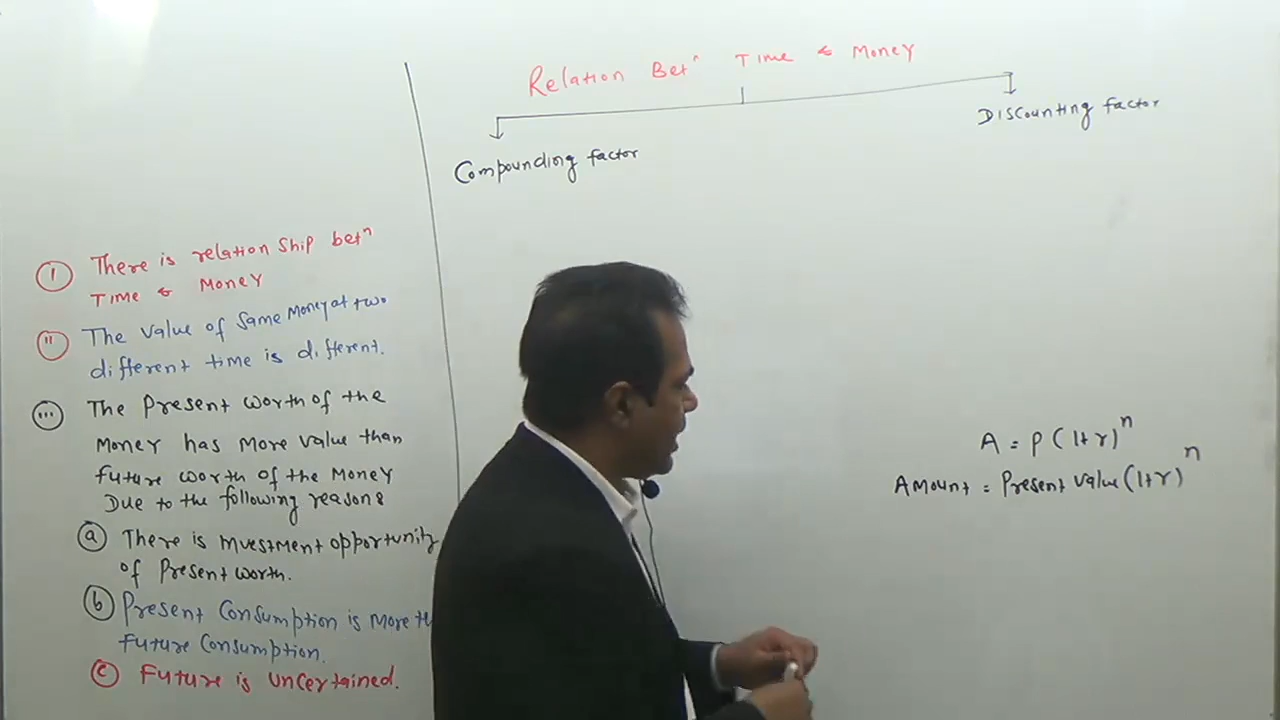 Relation Betⁿ Time & Money
Compounding factor
Discounting factor
(i) There is relation Ship betⁿ
Time & Money
(ii) The value of Same Money at two
different time is different.
(iii) The Present worth of the
Money has More value than
future worth of the Money
Due to the following reasons
(a) There is Investment opportunity
of Present worth.
(b) Present Consumption is More
future Consumption.
(c) Future is uncertained.
A = P (1+r)ⁿ
Amount = Present value (1+r)ⁿ